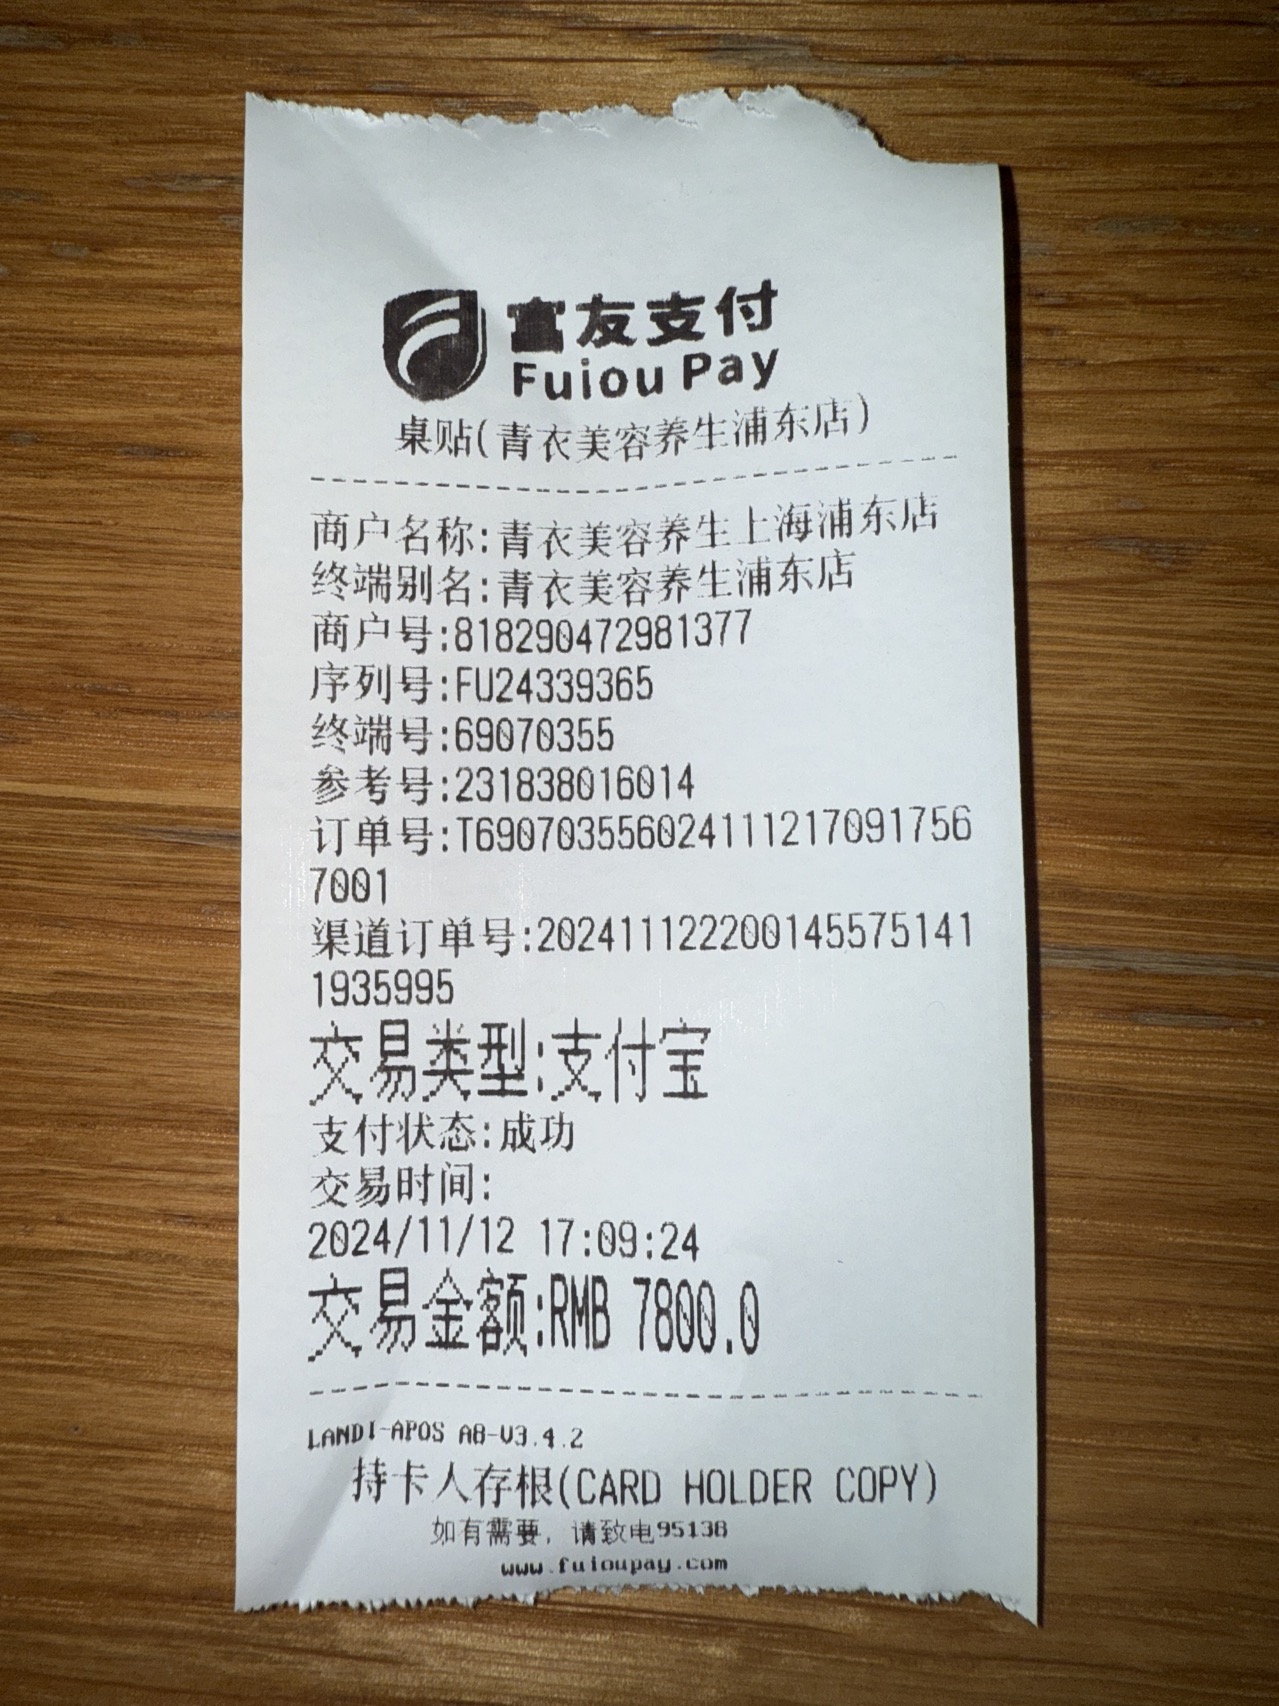 富友支付
Fuiou Pay
桌贴(青衣美容养生浦东店)
商户名称:青衣美容养生上海浦东店
终端别名:青衣美容养生浦东店
商户号:818290472981377
序列号:FU24339365
终端号:69070355
参考号:231838016014
订单号:T690703556024111217091756
7001
渠道订单号:202411122200145575141
1935995
交易类型:支付宝
支付状态:成功
交易时间:
2024/11/12 17:09:24
交易金额:RMB 7800.0
LANDI-APOS A8-V3.4.2
持卡人存根(CARD HOLDER COPY)
如有需要，请致电95138
www.fuioupay.com